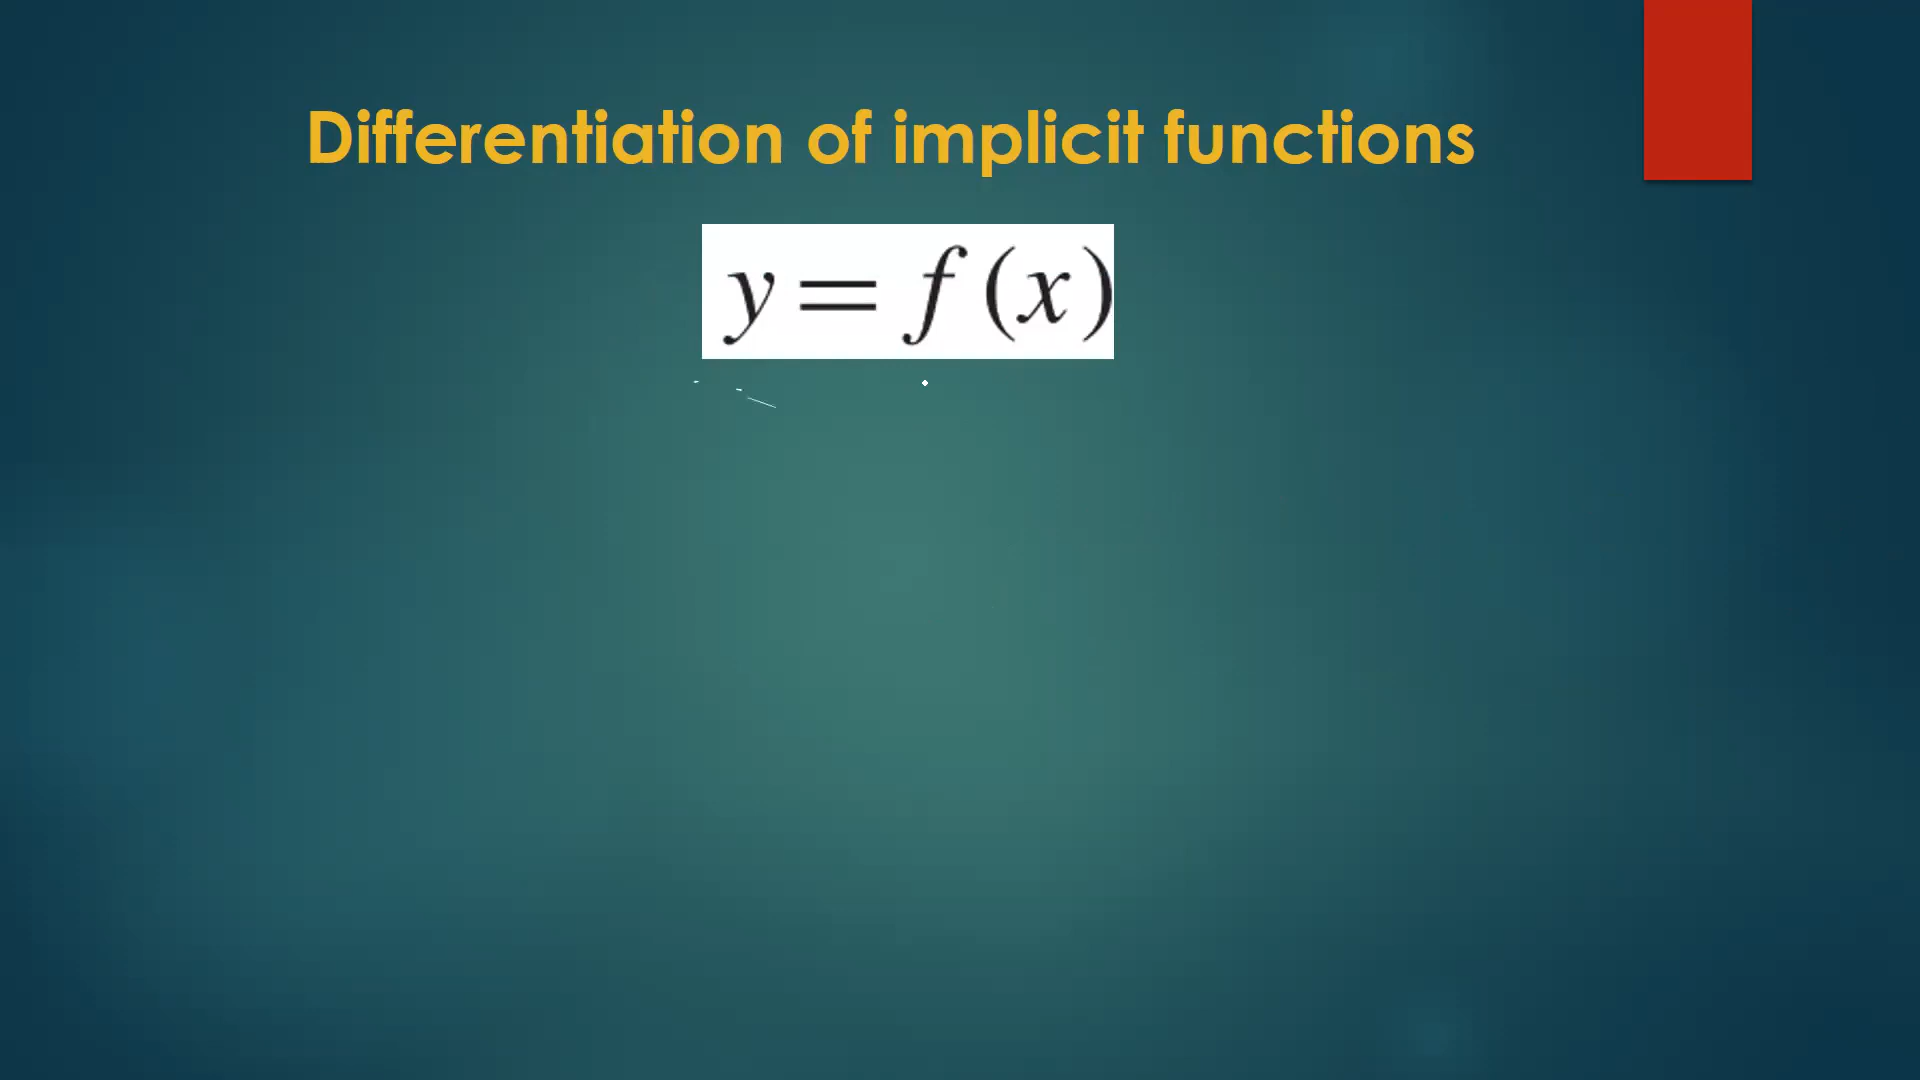 Differentiation of implicit functions
y = f (x)